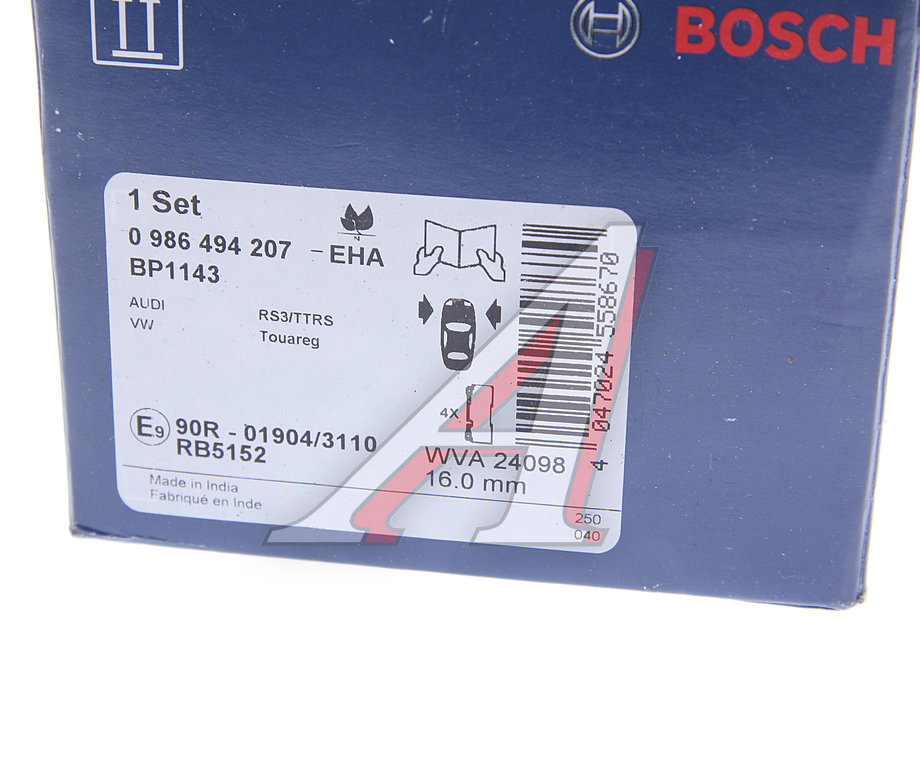 BOSCH
1 Set
0 986 494 207 - EHA
BP1143
AUDI RS3/TTRS
VW Touareg
4x
E9 90R - 01904/3110
RB5152
WVA 24098
16.0 mm
4 047024 558670
Made in India
Fabriqué en Inde
250
040